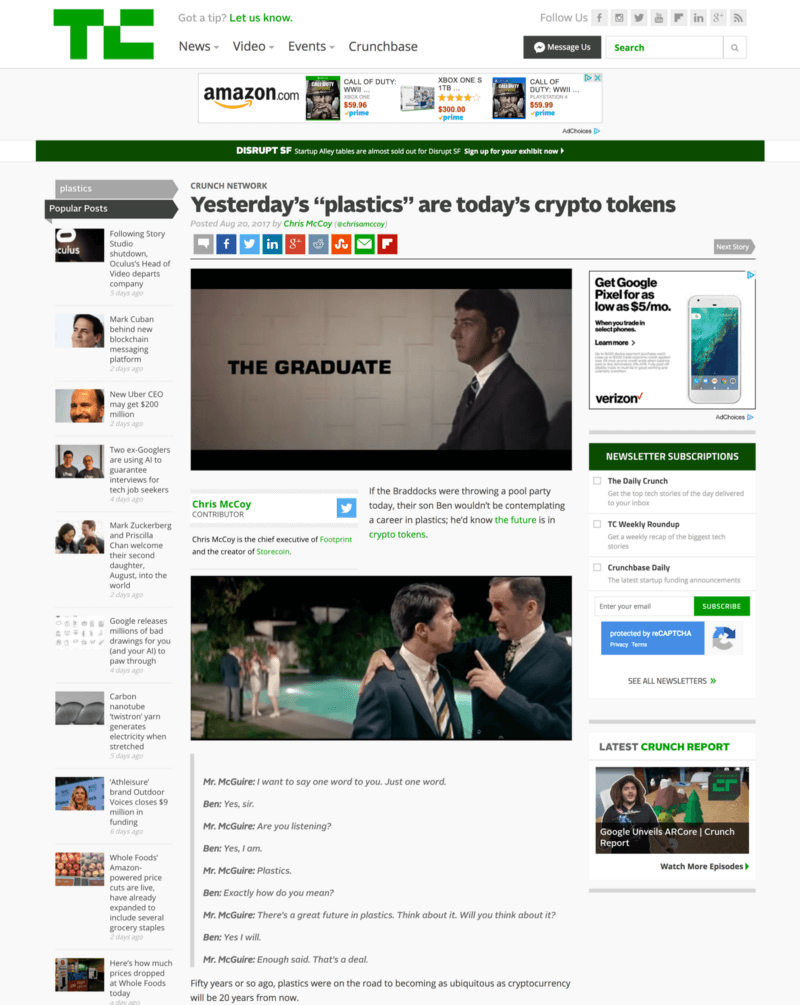 TC
Got a tip? Let us know.
News Video Events Crunchbase
Follow Us
Message Us
Search
amazon.com
CALL OF DUTY:
WWII ...
XBOX ONE
$59.96
prime
XBOX ONE S
1TB ...
$300.00
prime
CALL OF
DUTY: WWII ...
PLAYSTATION 4
$59.99
prime
AdChoices
DISRUPT SF Startup Alley tables are almost sold out for Disrupt SF Sign up for your exhibit now
plastics
Popular Posts
oculus
Following Story
Studio
shutdown,
Oculus's Head of
Video departs
company
5 days ago
Mark Cuban
behind new
blockchain
messaging
platform
2 days ago
New Uber CEO
may get $200
million
2 days ago
Two ex-Googlers
are using AI to
guarantee
interviews for
tech job seekers
4 days ago
Mark Zuckerberg
and Priscilla
Chan welcome
their second
daughter,
August, into the
world
2 days ago
Google releases
millions of bad
drawings for you
(and your AI) to
paw through
4 days ago
Carbon
nanotube
'twistron' yarn
generates
electricity when
stretched
5 days ago
'Athleisure'
brand Outdoor
Voices closes $9
million in
funding
6 days ago
Whole Foods'
Amazon-
powered price
cuts are live,
have already
expanded to
include several
grocery staples
2 days ago
Here's how much
prices dropped
at Whole Foods
today
a day ago
CRUNCH NETWORK
Yesterday's “plastics” are today's crypto tokens
Posted Aug 20, 2017 by Chris McCoy (@chrisamccoy)
Next Story
THE GRADUATE
Chris McCoy
CONTRIBUTOR
Chris McCoy is the chief executive of Footprint
and the creator of Storecoin.
If the Braddocks were throwing a pool party
today, their son Ben wouldn't be contemplating
a career in plastics; he'd know the future is in
crypto tokens.
Mr. McGuire: I want to say one word to you. Just one word.
Ben: Yes, sir.
Mr. McGuire: Are you listening?
Ben: Yes, I am.
Mr. McGuire: Plastics.
Ben: Exactly how do you mean?
Mr. McGuire: There's a great future in plastics. Think about it. Will you think about it?
Ben: Yes I will.
Mr. McGuire: Enough said. That's a deal.
Fifty years or so ago, plastics were on the road to becoming as ubiquitous as cryptocurrency
will be 20 years from now.
Get Google
Pixel for as
low as $5/mo.
When you trade in
select phones.
Learn more >
verizon
AdChoices
NEWSLETTER SUBSCRIPTIONS
The Daily Crunch
Get the top tech stories of the day delivered
to your inbox
TC Weekly Roundup
Get a weekly recap of the biggest tech
stories
Crunchbase Daily
The latest startup funding announcements
Enter your email
SUBSCRIBE
protected by reCAPTCHA
Privacy Terms
SEE ALL NEWSLETTERS »
LATEST CRUNCH REPORT
Google Unveils ARCore | Crunch
Report
Watch More Episodes